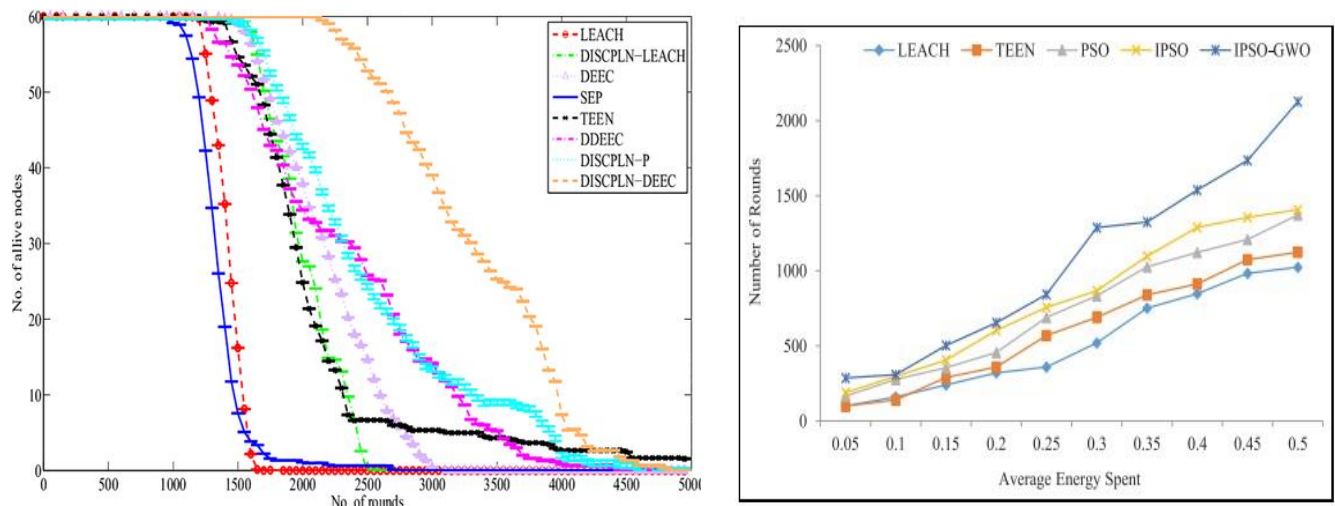 No. of allive nodes
60
50
40
30
20
10
0
LEACH
DISCPLN-LEACH
DEEC
SEP
TEEN
DDEEC
DISCPLN-P
DISCPLN-DEEC
0 500 1000 1500 2000 2500 3000 3500 4000 4500 5000
No. of rounds
Number of Rounds
2500
2000
1500
1000
500
0
LEACH TEEN PSO IPSO IPSO-GWO
0.05 0.1 0.15 0.2 0.25 0.3 0.35 0.4 0.45 0.5
Average Energy Spent